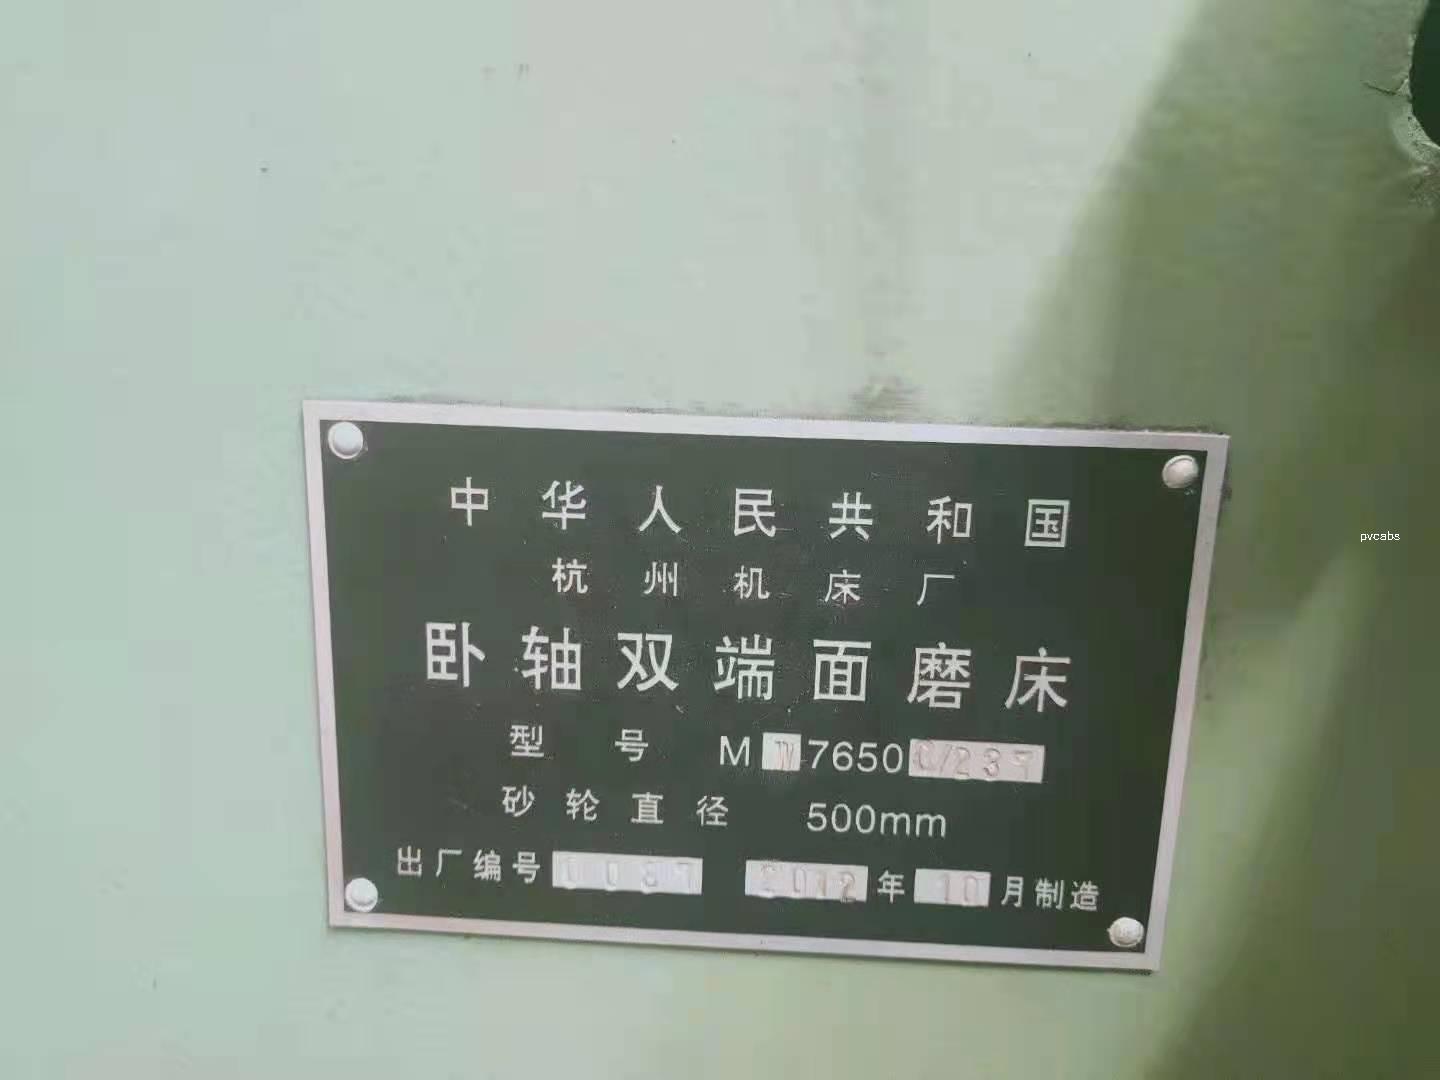 中华人民共和国
杭州机床厂
卧轴双端面磨床
型号 MW7650C/237
砂轮直径 500mm
出厂编号 0087 2012年10月制造
pvcabs